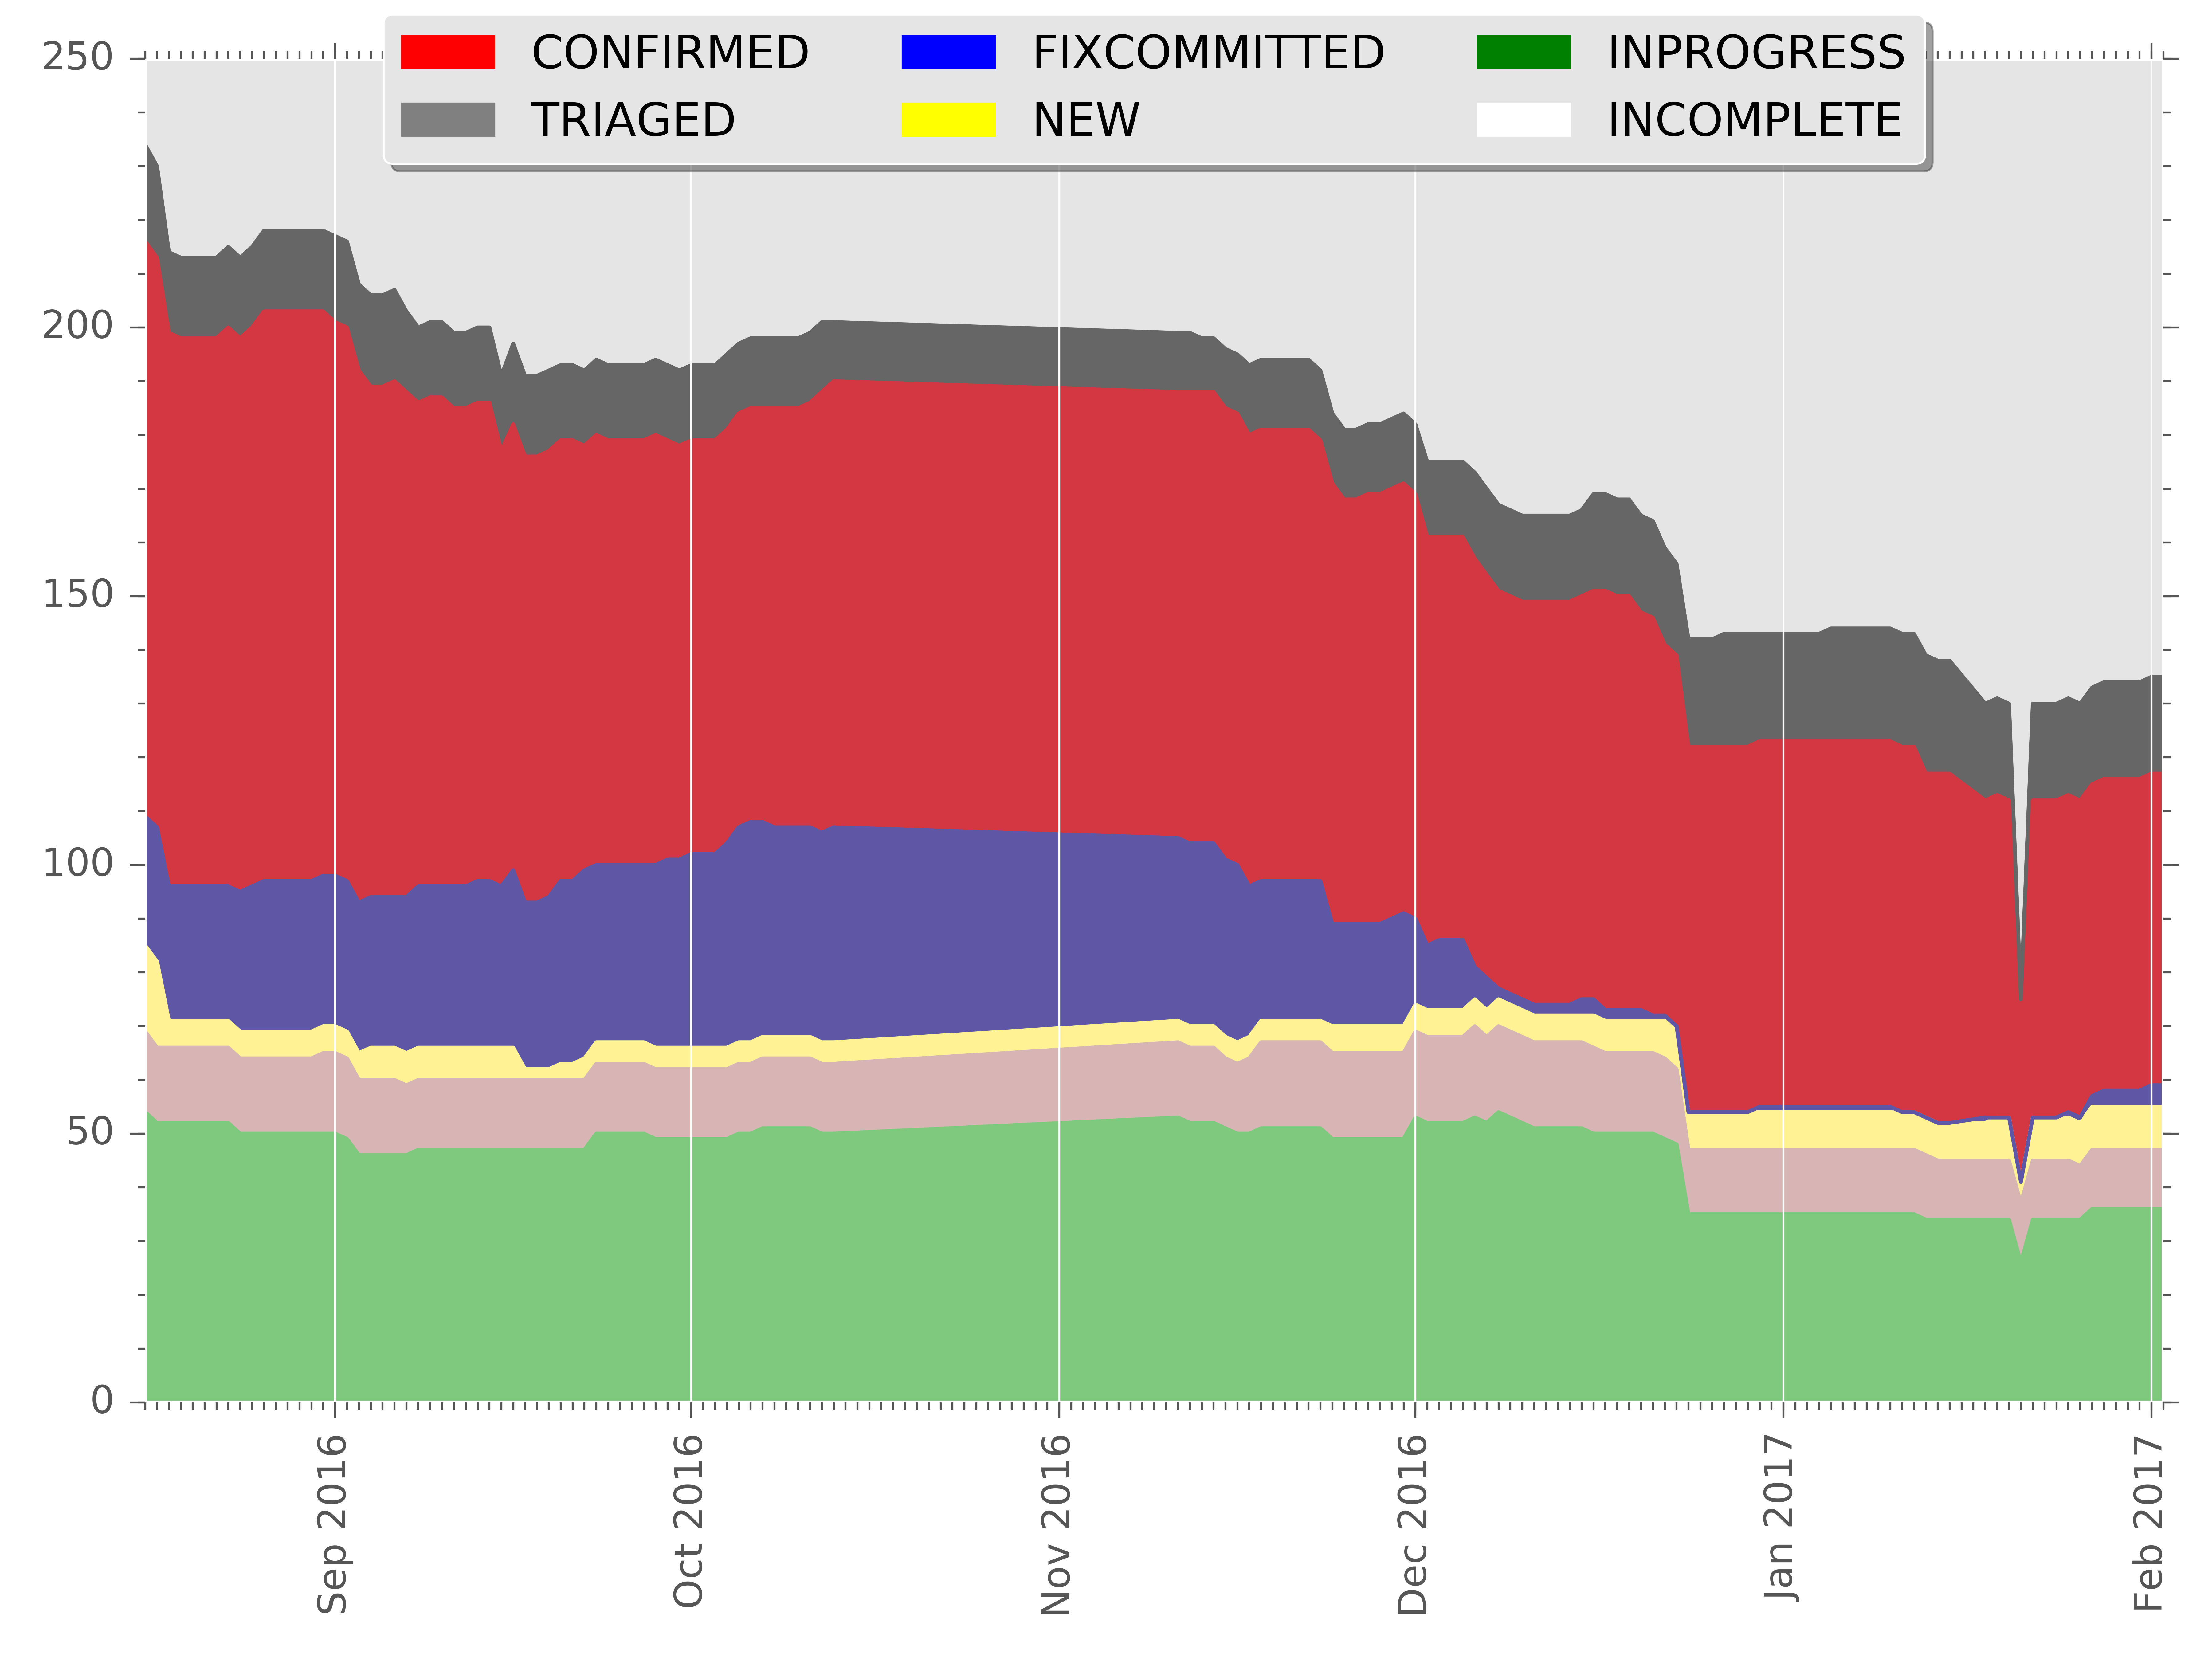 CONFIRMED FIXCOMMITTED INPROGRESS
TRIAGED NEW INCOMPLETE
250
200
150
100
50
0
Sep 2016
Oct 2016
Nov 2016
Dec 2016
Jan 2017
Feb 2017